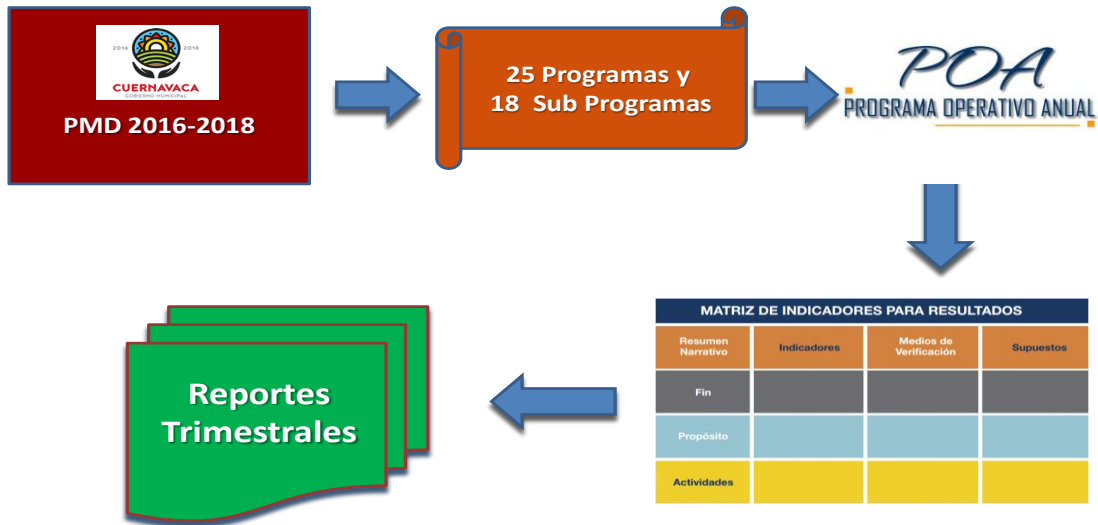 2016 2018
CUERNAVACA
GOBIERNO MUNICIPAL
PMD 2016-2018
25 Programas y
18 Sub Programas
POA
PROGRAMA OPERATIVO ANUAL
MATRIZ DE INDICADORES PARA RESULTADOS
Resumen
Narrativo
Indicadores
Medios de
Verificación
Supuestos
Fin
Propósito
Actividades
Reportes
Trimestrales